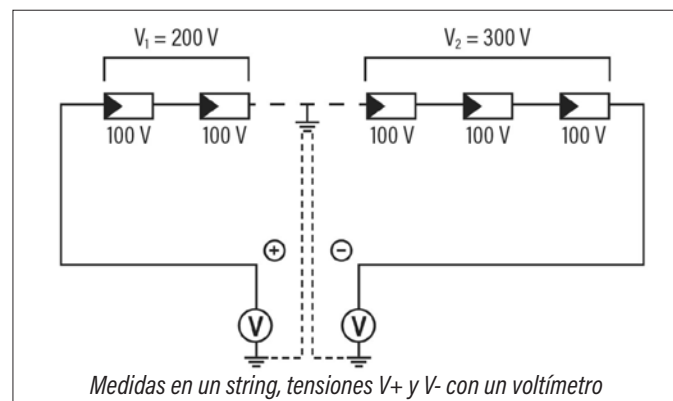 V₁ = 200 V
V₂ = 300 V
100 V
100 V
100 V
100 V
100 V
+
−
V
V
Medidas en un string, tensiones V+ y V- con un voltímetro